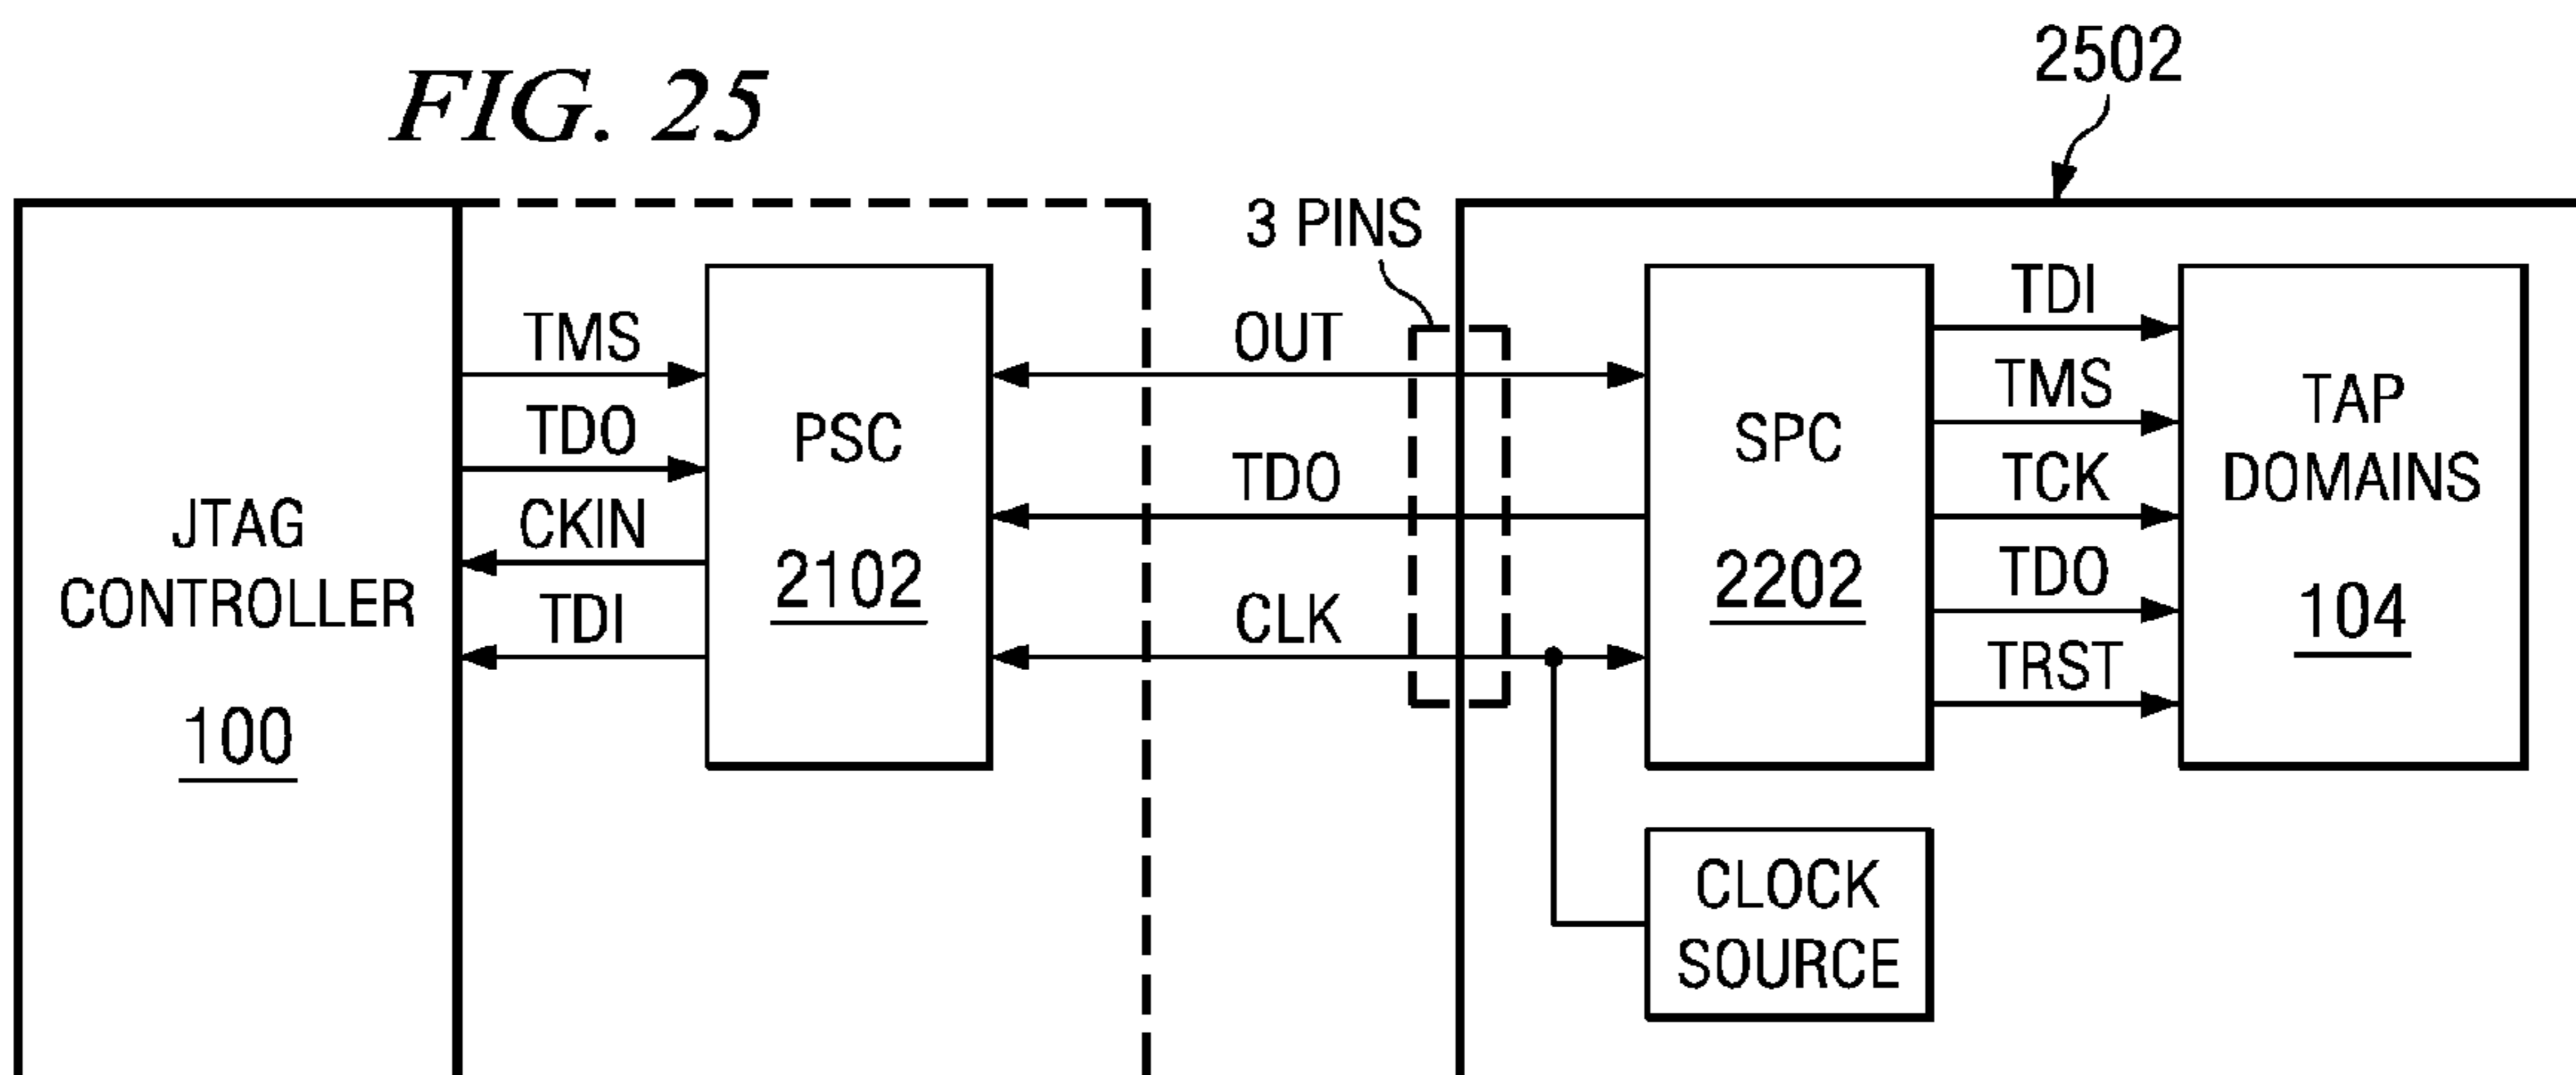 FIG. 25
2502
3 PINS
JTAG
CONTROLLER
100
TMS
TDO
CKIN
TDI
PSC
2102
OUT
TDO
CLK
SPC
2202
TDI
TMS
TCK
TDO
TRST
TAP
DOMAINS
104
CLOCK
SOURCE